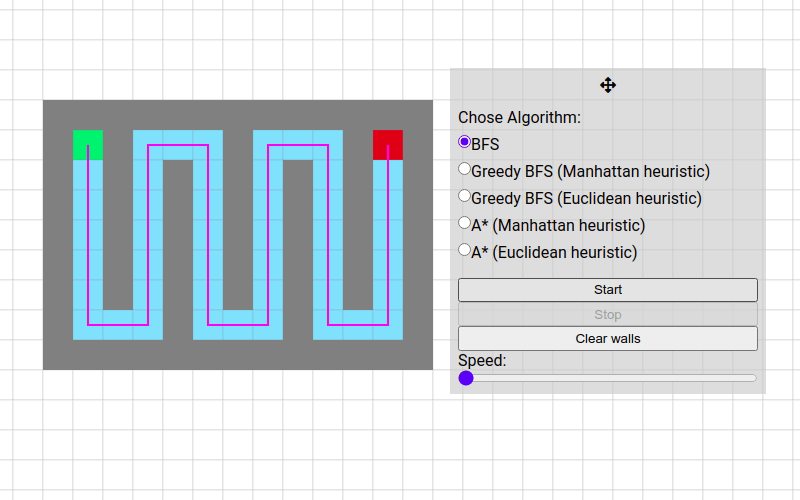 Chose Algorithm:
BFS
Greedy BFS (Manhattan heuristic)
Greedy BFS (Euclidean heuristic)
A* (Manhattan heuristic)
A* (Euclidean heuristic)
Start
Stop
Clear walls
Speed: